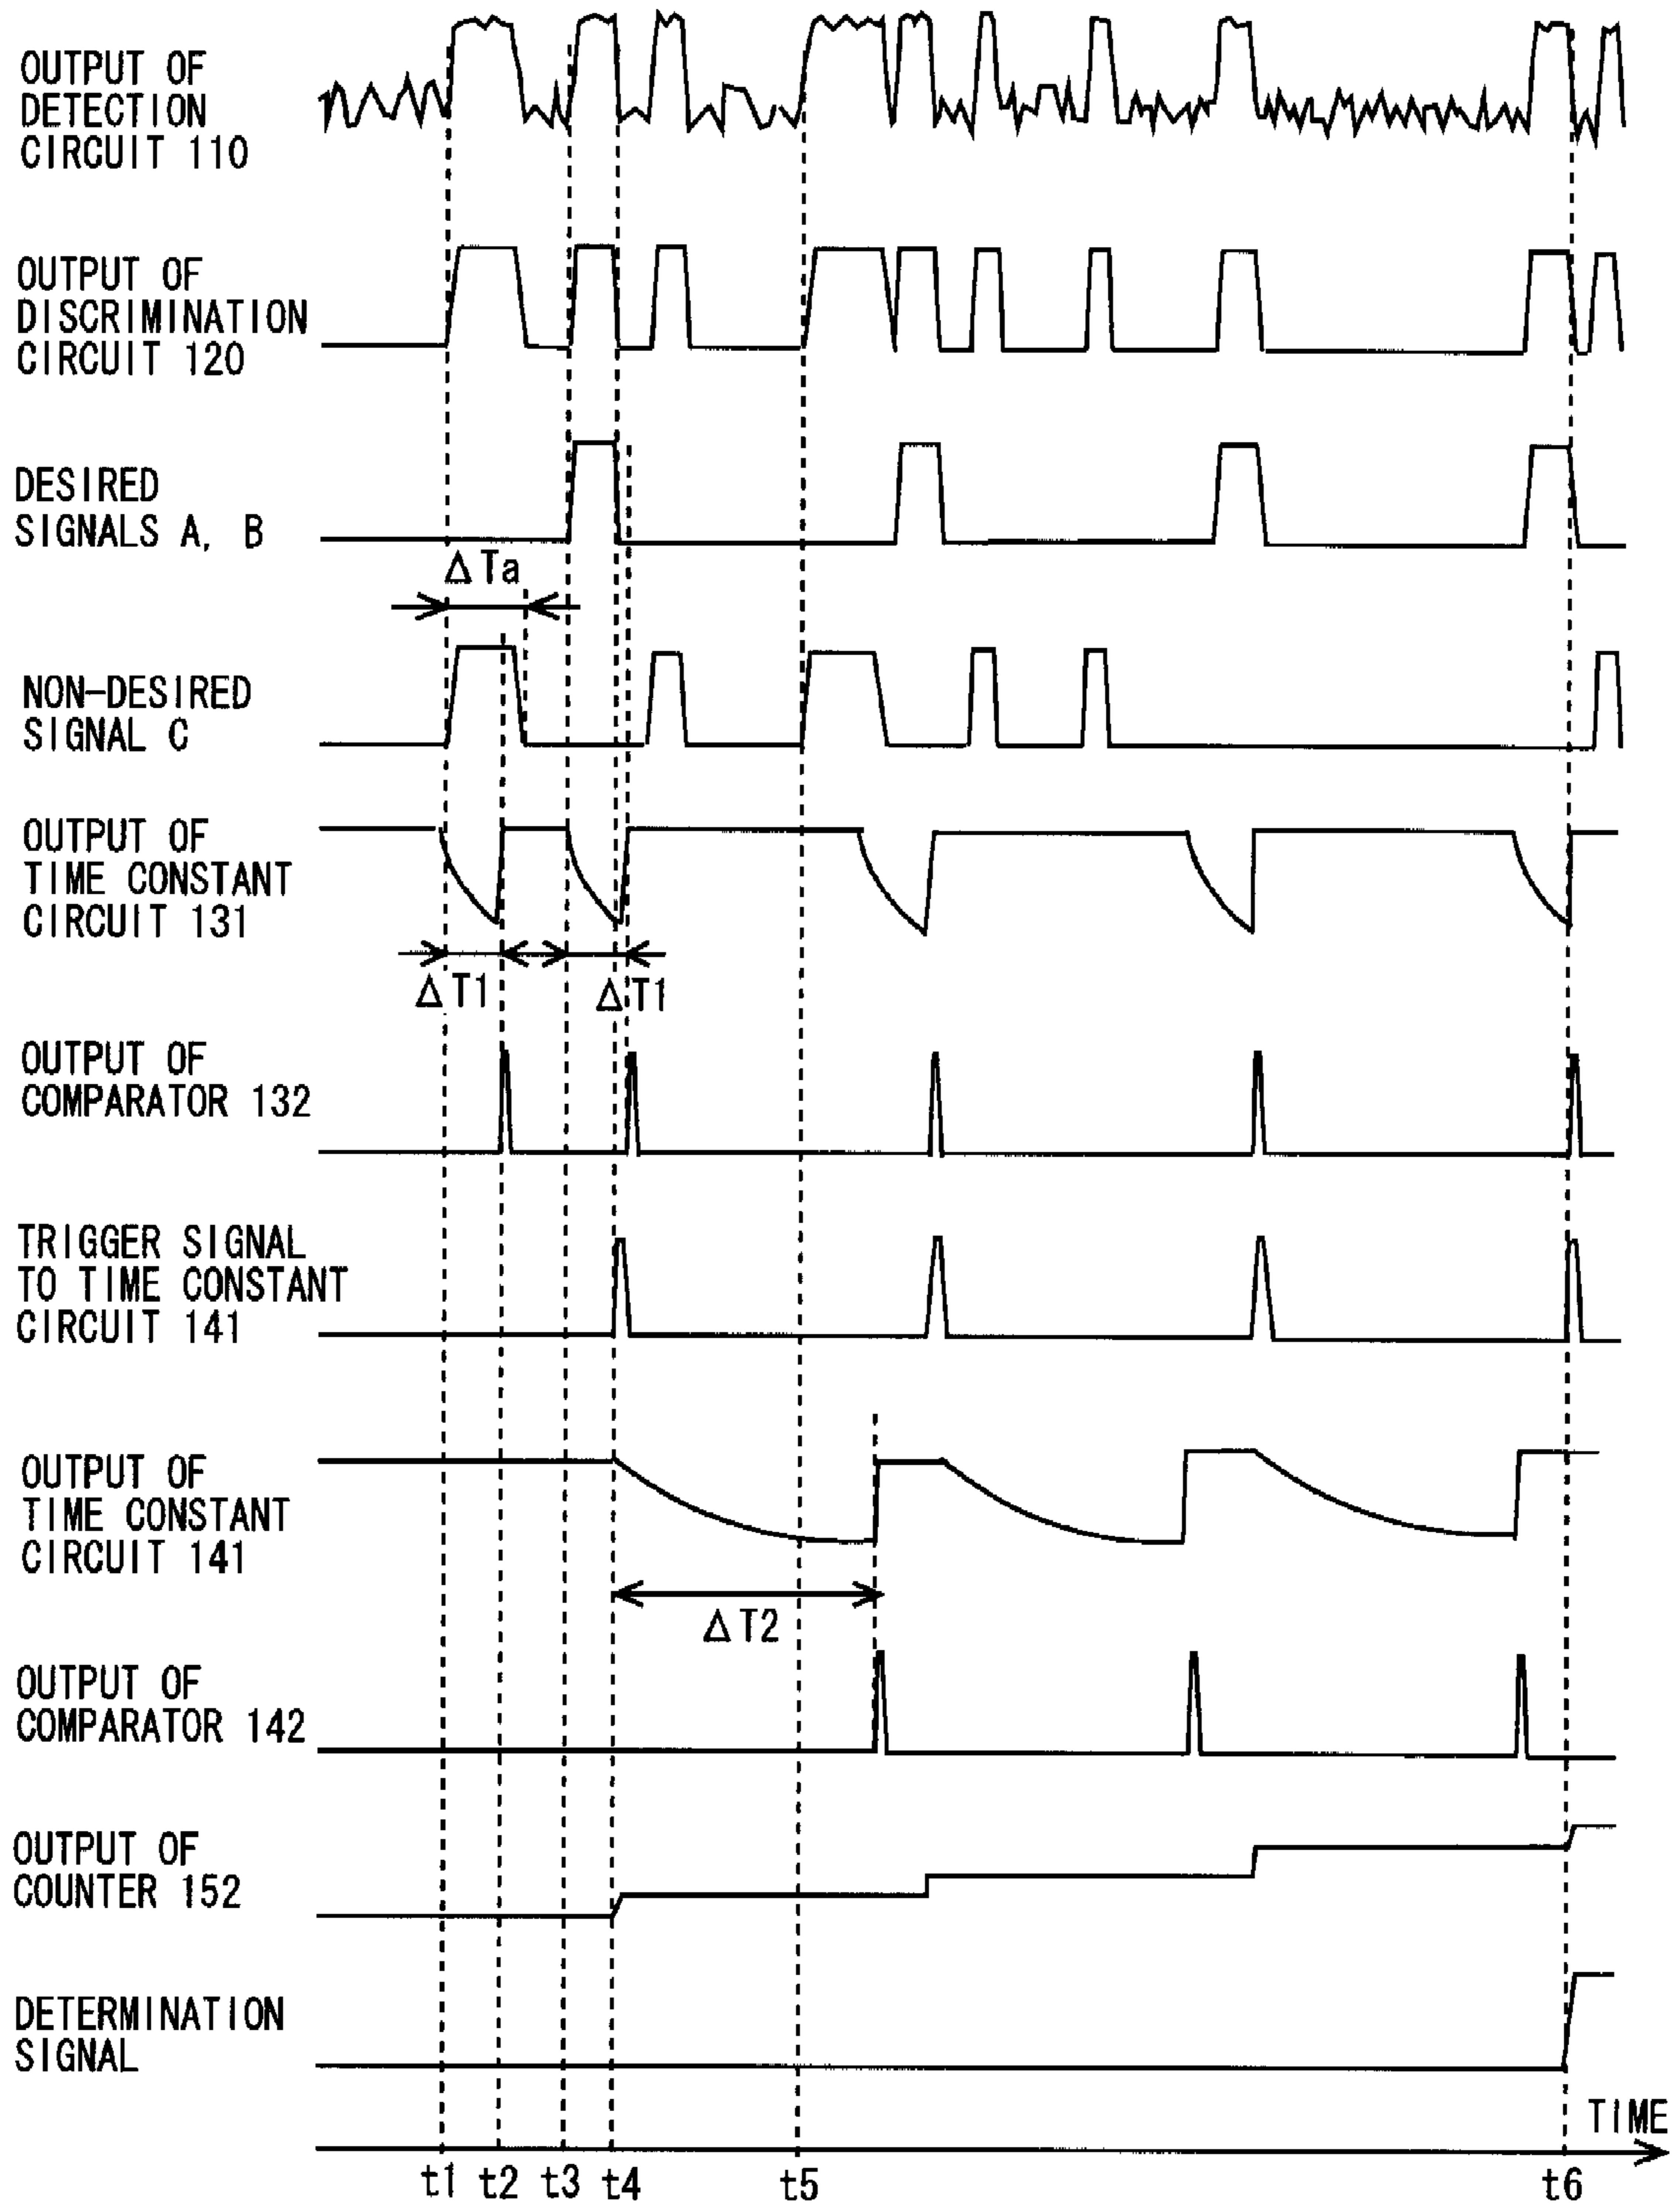 OUTPUT OF
DETECTION
CIRCUIT 110
OUTPUT OF
DISCRIMINATION
CIRCUIT 120
DESIRED
SIGNALS A, B
ΔTa
NON-DESIRED
SIGNAL C
OUTPUT OF
TIME CONSTANT
CIRCUIT 131
ΔT1
ΔT1
OUTPUT OF
COMPARATOR 132
TRIGGER SIGNAL
TO TIME CONSTANT
CIRCUIT 141
OUTPUT OF
TIME CONSTANT
CIRCUIT 141
ΔT2
OUTPUT OF
COMPARATOR 142
OUTPUT OF
COUNTER 152
DETERMINATION
SIGNAL
TIME
t1 t2 t3 t4 t5 t6